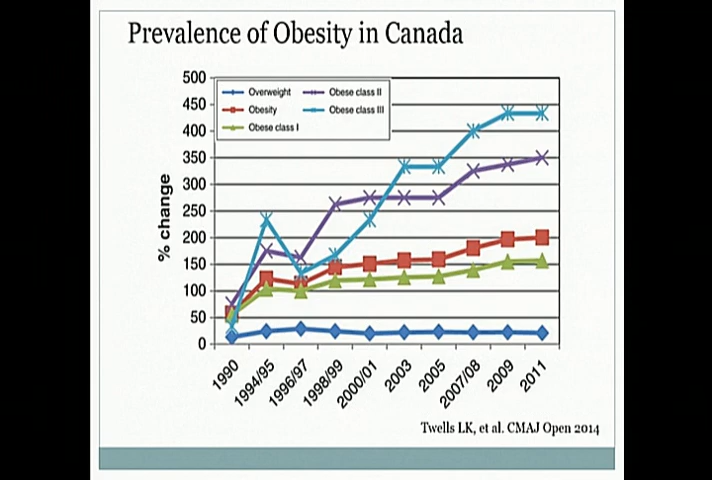 Prevalence of Obesity in Canada
500
450
400
350
300
250
200
150
100
50
0
% change
Overweight
Obese class II
Obesity
Obese class III
Obese class I
1990
1994/95
1996/97
1998/99
2000/01
2003
2005
2007/08
2009
2011
Twells LK, et al. CMAJ Open 2014